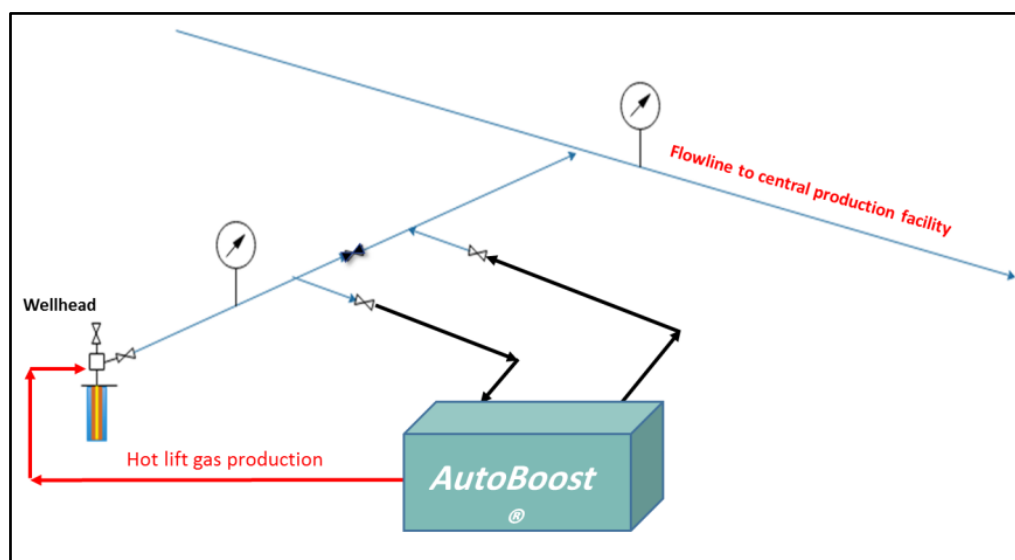 Flowline to central production facility
Wellhead
Hot lift gas production
AutoBoost
®